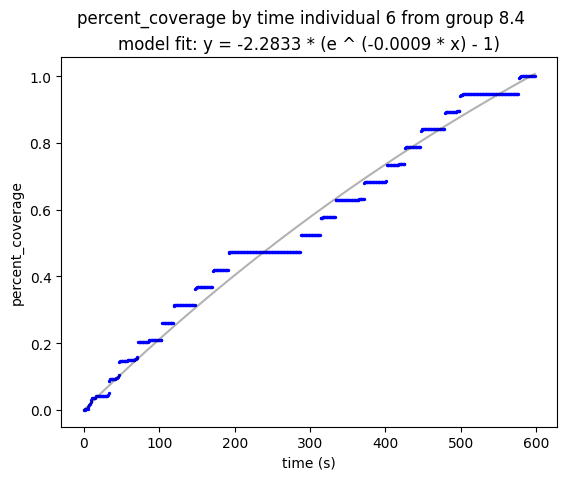 percent_coverage by time individual 6 from group 8.4
model fit: y = -2.2833 * (e ^ (-0.0009 * x) - 1)
1.0
0.8
0.6
0.4
0.2
0.0
percent_coverage
0 100 200 300 400 500 600
time (s)